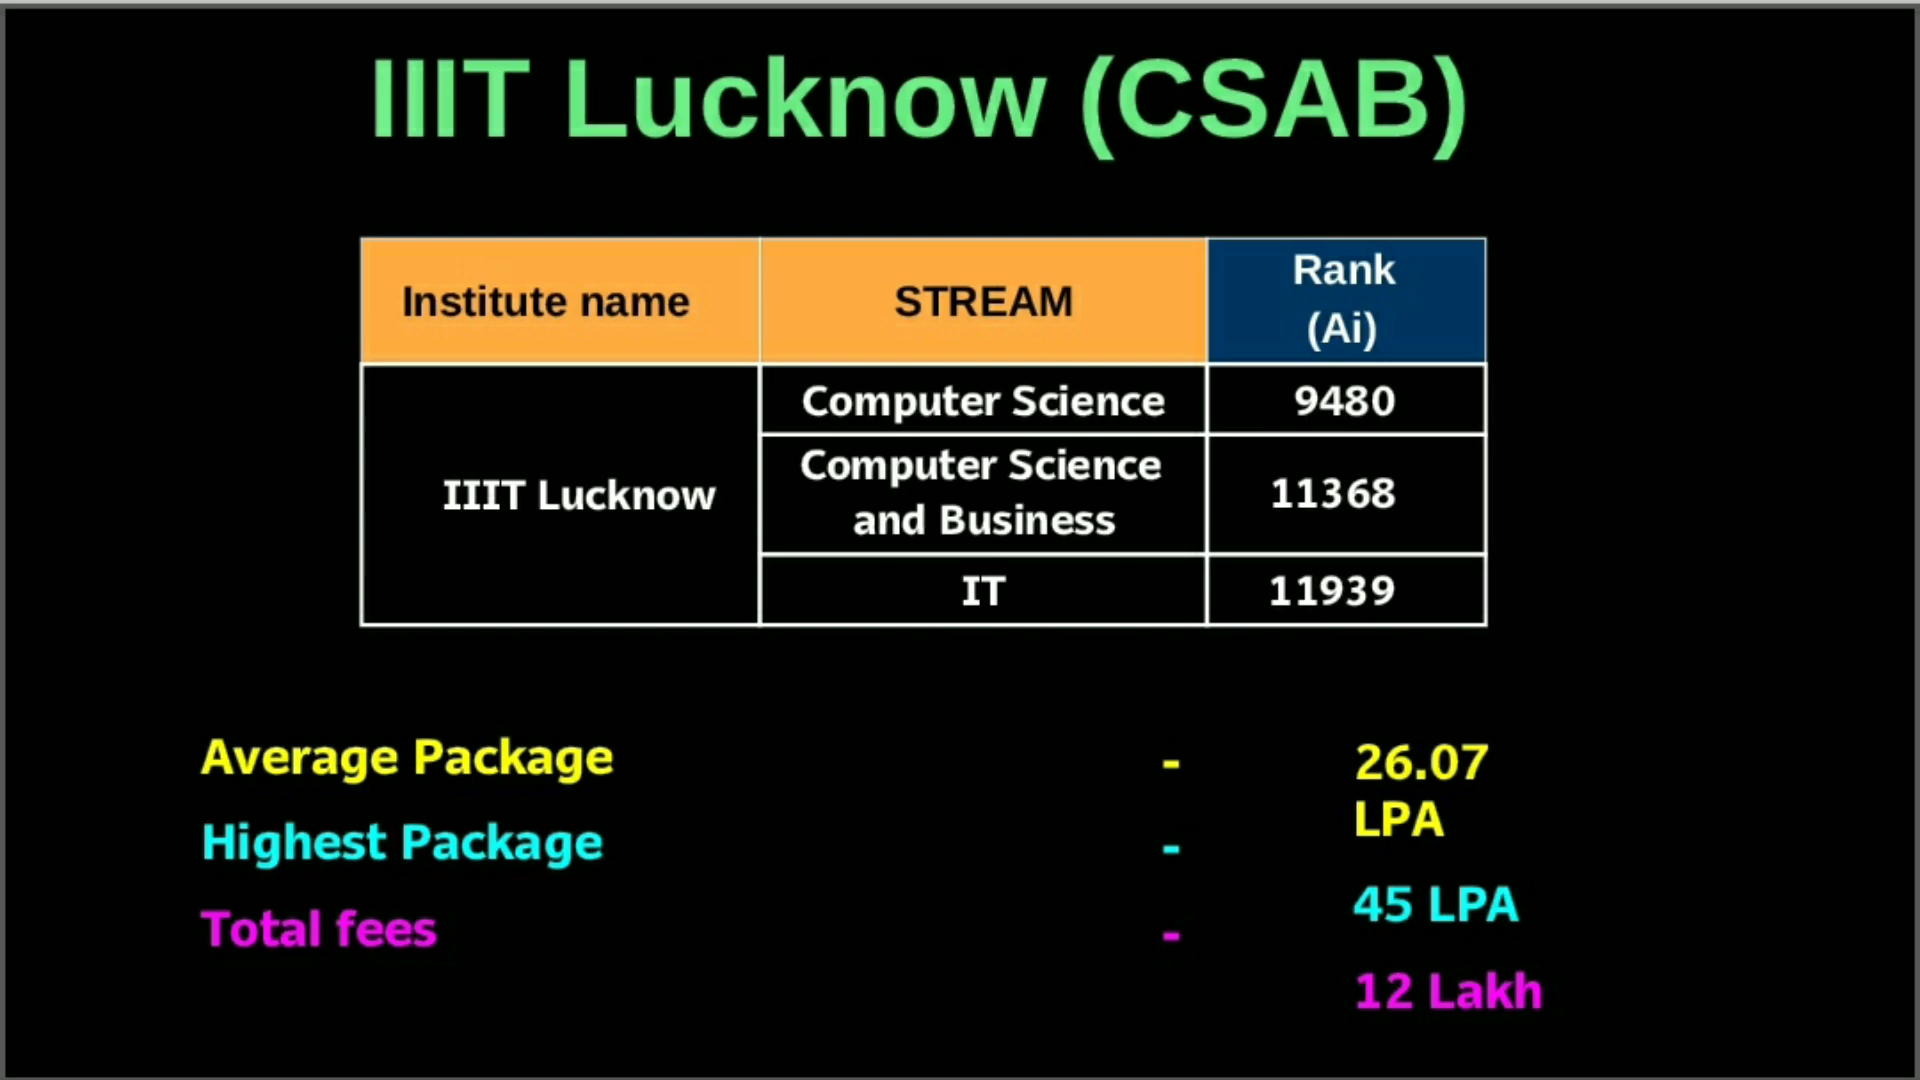 IIIT Lucknow (CSAB)
Institute name STREAM Rank
(Ai)
Computer Science 9480
IIIT Lucknow Computer Science
and Business 11368
IT 11939
Average Package - 26.07
LPA
Highest Package - 45 LPA
Total fees - 12 Lakh